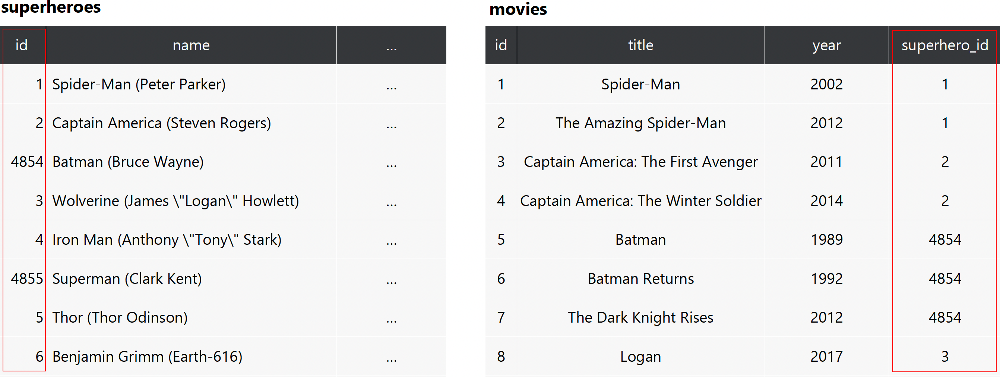 superheroes
id name ...
1 Spider-Man (Peter Parker) ...
2 Captain America (Steven Rogers) ...
4854 Batman (Bruce Wayne) ...
3 Wolverine (James \"Logan\" Howlett) ...
4 Iron Man (Anthony \"Tony\" Stark) ...
4855 Superman (Clark Kent) ...
5 Thor (Thor Odinson) ...
6 Benjamin Grimm (Earth-616) ...
movies
id title year superhero_id
1 Spider-Man 2002 1
2 The Amazing Spider-Man 2012 1
3 Captain America: The First Avenger 2011 2
4 Captain America: The Winter Soldier 2014 2
5 Batman 1989 4854
6 Batman Returns 1992 4854
7 The Dark Knight Rises 2012 4854
8 Logan 2017 3